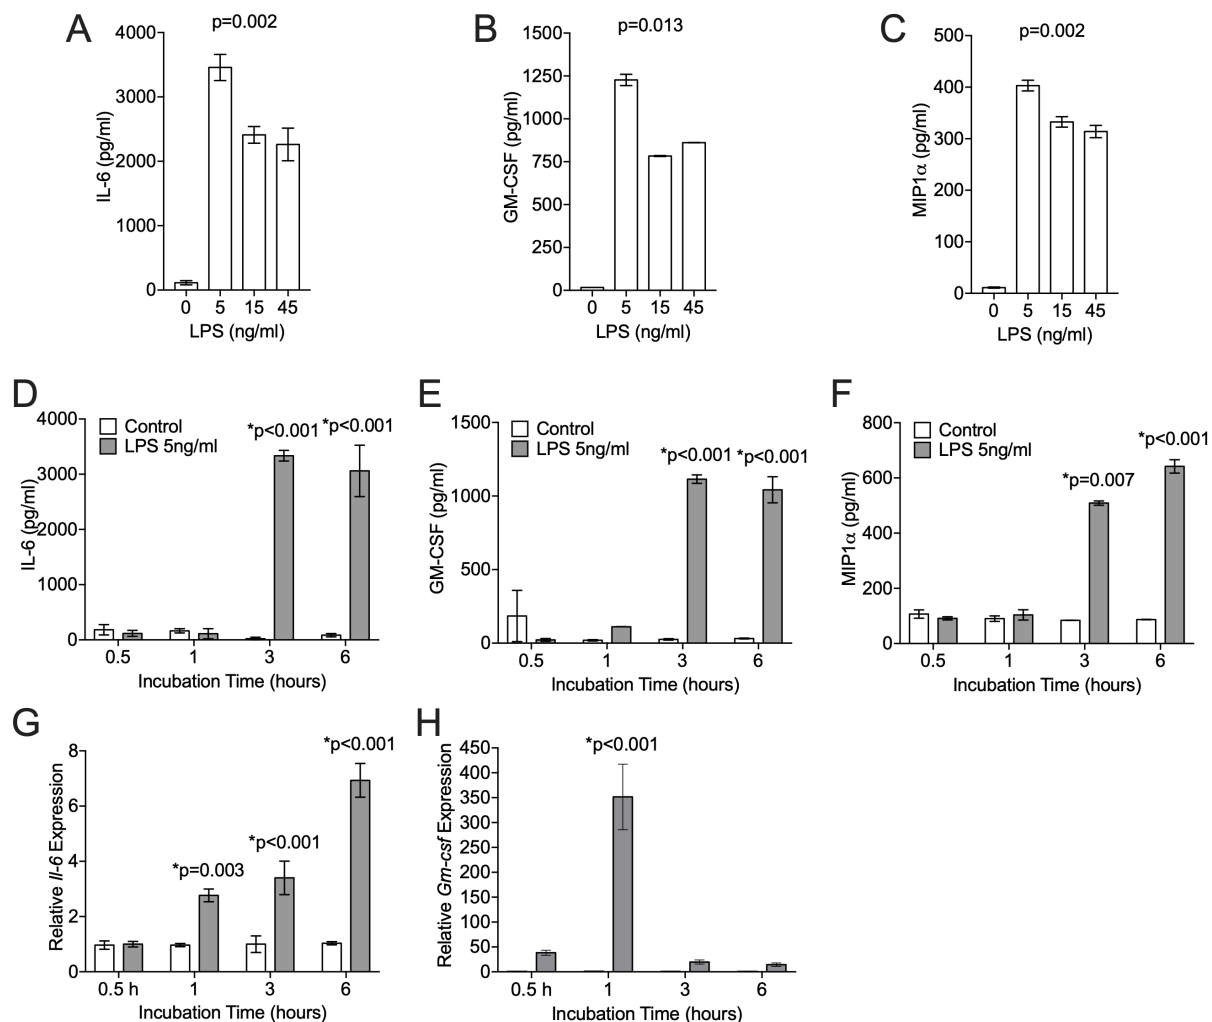 A
p=0.002
IL-6 (pg/ml)
4000
3000
2000
1000
0
0 5 15 45
LPS (ng/ml)
B
p=0.013
GM-CSF (pg/ml)
1500
1250
1000
750
500
250
0
0 5 15 45
LPS (ng/ml)
C
p=0.002
MIP1α (pg/ml)
500
400
300
200
100
0
0 5 15 45
LPS (ng/ml)
D
IL-6 (pg/ml)
4000
3000
2000
1000
0
Control
LPS 5ng/ml
*p<0.001
*p<0.001
0.5 1 3 6
Incubation Time (hours)
E
GM-CSF (pg/ml)
1500
1000
500
0
Control
LPS 5ng/ml
*p<0.001
*p<0.001
0.5 1 3 6
Incubation Time (hours)
F
MIP1α (pg/ml)
800
600
400
200
0
Control
LPS 5ng/ml
*p=0.007
*p<0.001
0.5 1 3 6
Incubation Time (hours)
G
Relative Il-6 Expression
8
6
4
2
0
*p=0.003
*p<0.001
*p<0.001
0.5 h 1 3 6
Incubation Time (hours)
H
Relative Gm-csf Expression
450
400
350
300
250
200
150
100
50
0
*p<0.001
0.5 h 1 3 6
Incubation Time (hours)